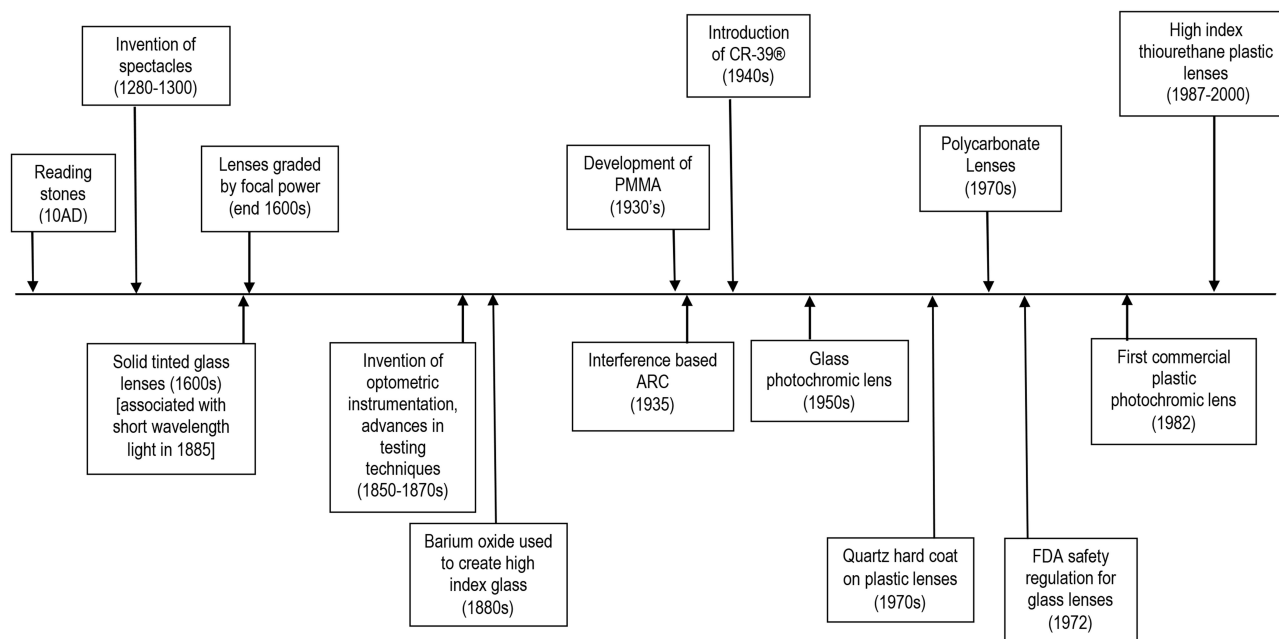 Reading
stones
(10AD)
Invention of
spectacles
(1280-1300)
Lenses graded
by focal power
(end 1600s)
Solid tinted glass
lenses (1600s)
[associated with
short wavelength
light in 1885]
Invention of
optometric
instrumentation,
advances in
testing
techniques
(1850-1870s)
Barium oxide used
to create high
index glass
(1880s)
Development of
PMMA
(1930's)
Interference based
ARC
(1935)
Introduction
of CR-39®
(1940s)
Glass
photochromic lens
(1950s)
Quartz hard coat
on plastic lenses
(1970s)
Polycarbonate
Lenses
(1970s)
FDA safety
regulation for
glass lenses
(1972)
First commercial
plastic
photochromic lens
(1982)
High index
thiourethane plastic
lenses
(1987-2000)